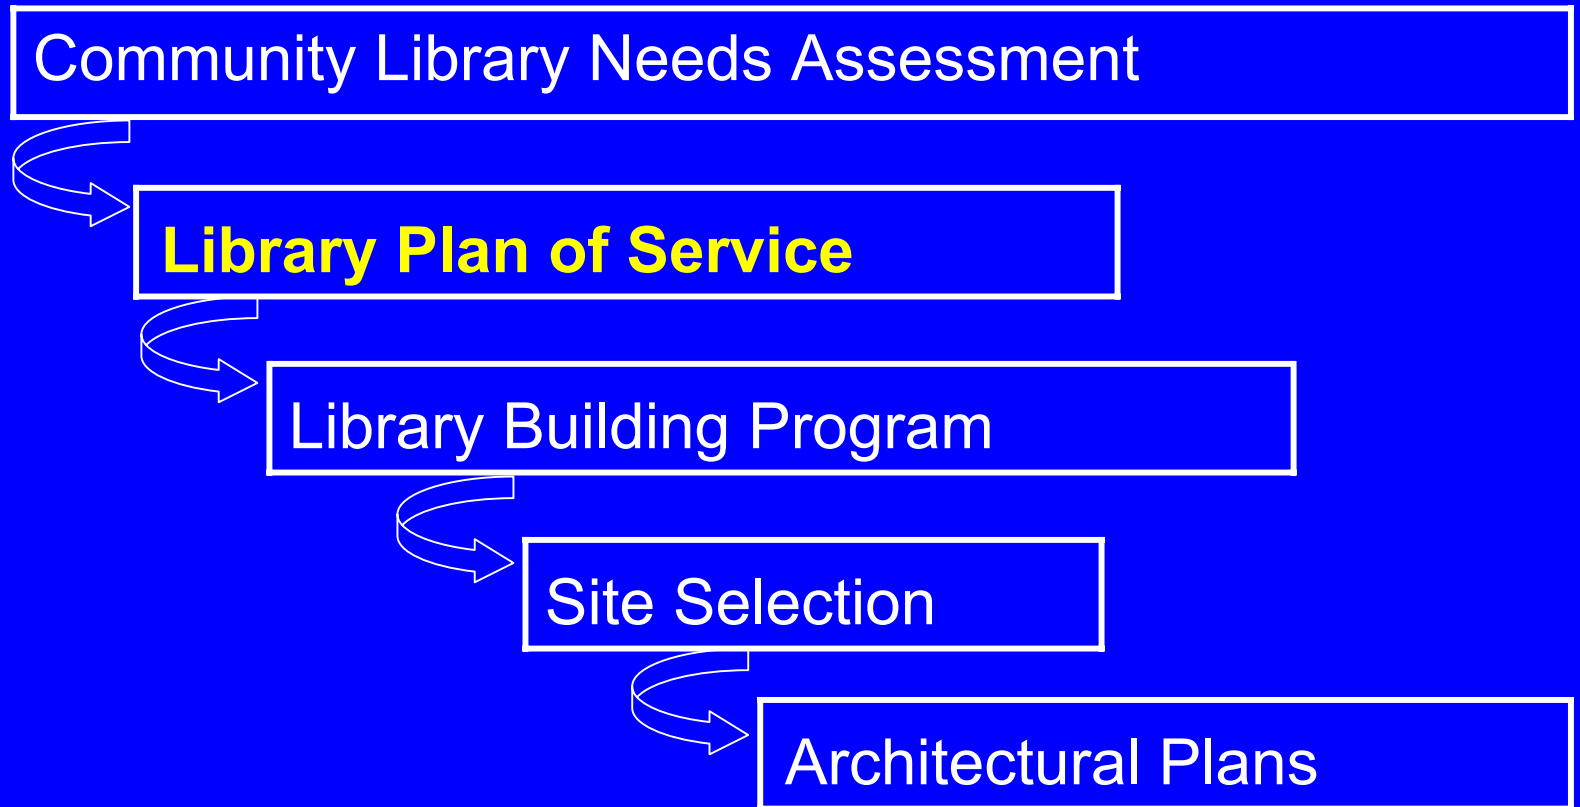 Community Library Needs Assessment
Library Plan of Service
Library Building Program
Site Selection
Architectural Plans